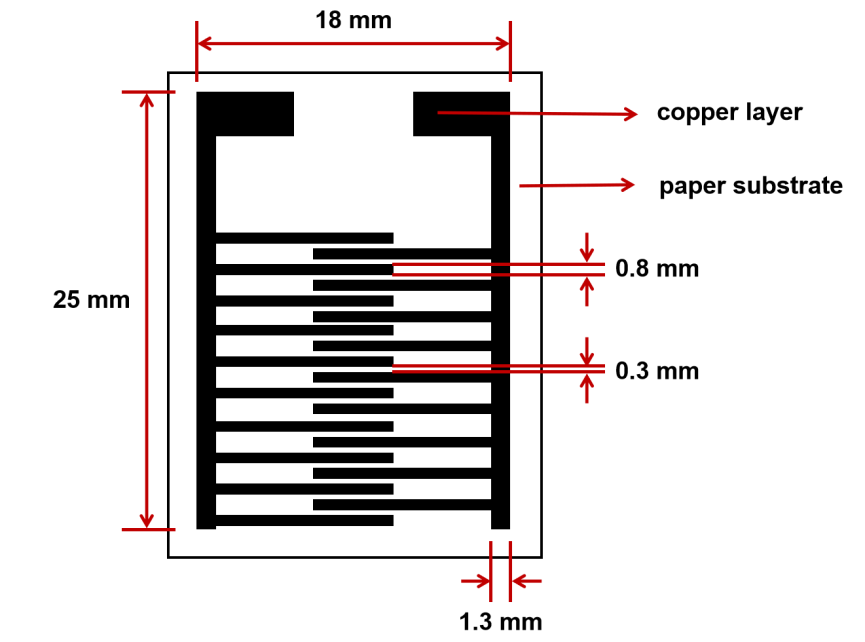 18 mm
copper layer
paper substrate
0.8 mm
25 mm
0.3 mm
1.3 mm